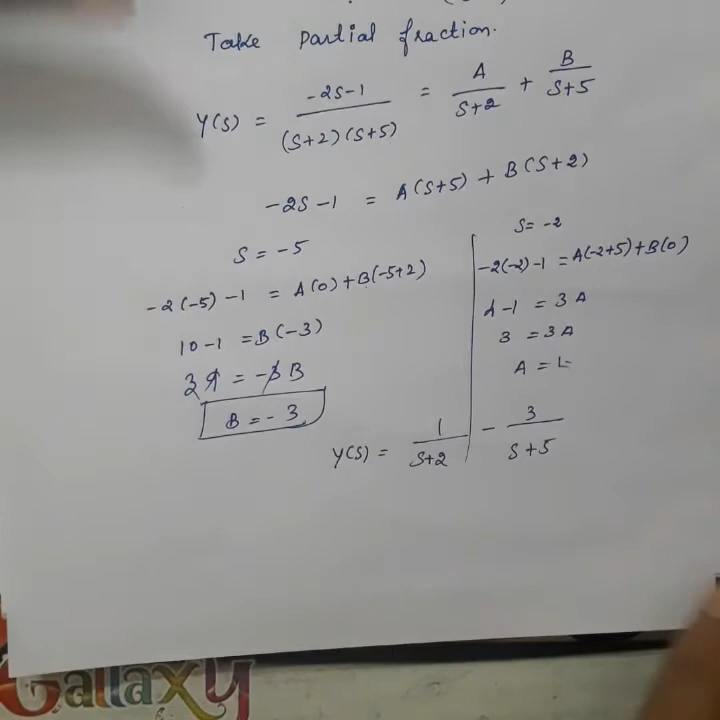 Take Partial fraction.
Y(S) = -2S-1 / (S+2)(S+5) = A / S+2 + B / S+5
-2S-1 = A(S+5) + B(S+2)
S = -5
-2(-5)-1 = A(0)+B(-5+2)
10-1 = B(-3)
3 9 = -3 B
B = -3
S = -2
-2(-2)-1 = A(-2+5)+B(0)
4-1 = 3A
3 = 3A
A = 1
Y(S) = 1 / S+2 - 3 / S+5
Gallaxy